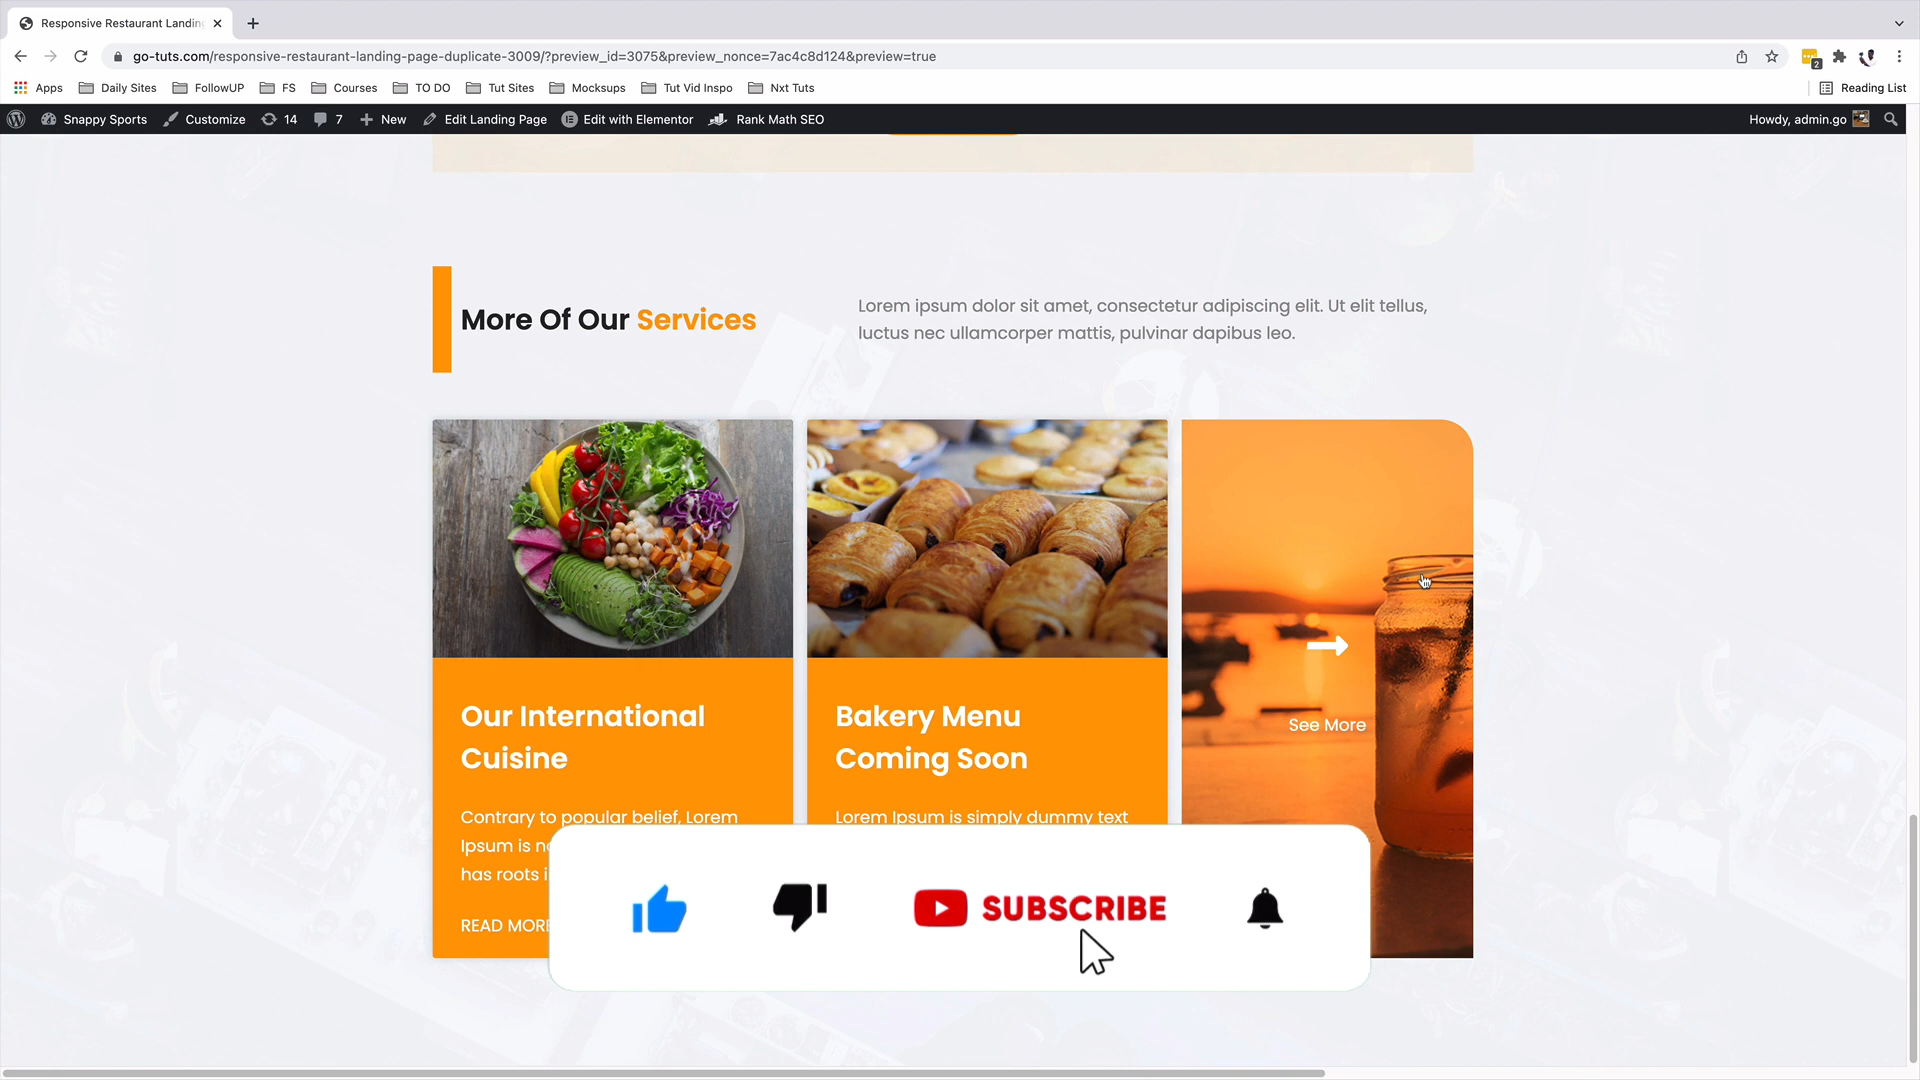 Responsive Restaurant Landin
go-tuts.com/responsive-restaurant-landing-page-duplicate-3009/?preview_id=3075&preview_nonce=7ac4c8d124&preview=true
2
Apps Daily Sites FollowUP FS Courses TO DO Tut Sites Mocksups Tut Vid Inspo Nxt Tuts Reading List
Snappy Sports Customize 14 7 New Edit Landing Page Edit with Elementor Rank Math SEO Howdy, admin.go
More Of Our Services
Lorem ipsum dolor sit amet, consectetur adipiscing elit. Ut elit tellus,
luctus nec ullamcorper mattis, pulvinar dapibus leo.
Our International
Cuisine
Contrary to popular belief, Lorem
Ipsum is
has roots
READ MORE
Bakery Menu
Coming Soon
Lorem Ipsum is simply dummy text
See More
SUBSCRIBE